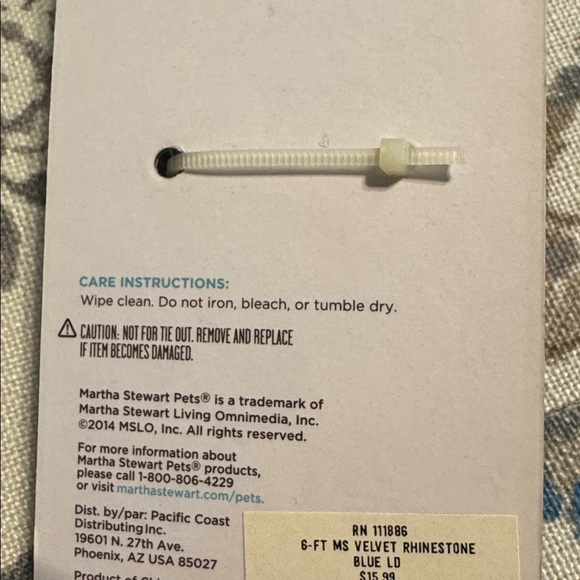 CARE INSTRUCTIONS:
Wipe clean. Do not iron, bleach, or tumble dry.
CAUTION: NOT FOR TIE OUT. REMOVE AND REPLACE
IF ITEM BECOMES DAMAGED.
Martha Stewart Pets® is a trademark of
Martha Stewart Living Omnimedia, Inc.
©2014 MSLO, Inc. All rights reserved.
For more information about
Martha Stewart Pets® products,
please call 1-800-806-4229
or visit marthastewart.com/pets.
Dist. by/par: Pacific Coast
Distributing Inc.
19601 N. 27th Ave.
Phoenix, AZ USA 85027
Product of
RN 111886
6-FT MS VELVET RHINESTONE
BLUE LD
$15.99